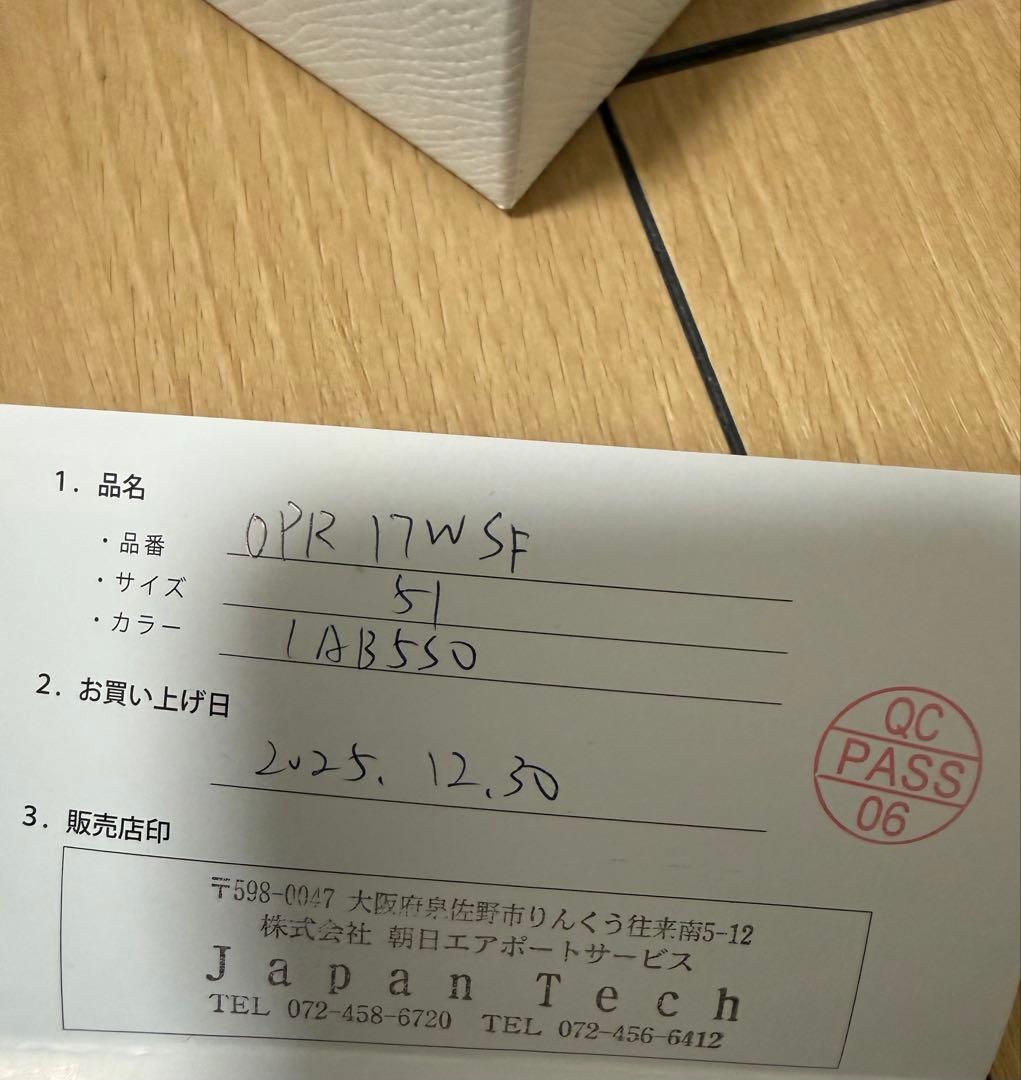 1. 品名
・品番 OPR 17WSF
・サイズ 51
・カラー 1AB5S0
2. お買い上げ日
2025. 12.30
QC
PASS
06
3. 販売店印
〒598-0047 大阪府泉佐野市りんくう往来南5-12
株式会社 朝日エアポートサービス
Japan Tech
TEL 072-458-6720 TEL 072-456-6412